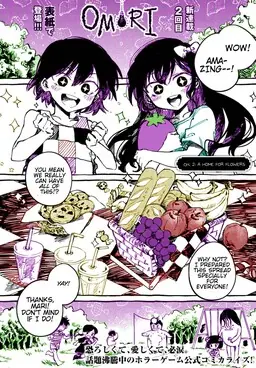 OMORI
新連載
2回目
表紙で
登場!!!
WOW!
AMA-
ZING--!
CH. 2: A HOME FOR FLOWERS
YOU MEAN
WE REALLY
CAN HAVE
ALL OF
THIS!?
WHY NOT?
I PREPARED
THIS SPREAD
SPECIALLY
FOR
EVERYONE!
YAY!
THANKS,
MARI!
DON'T MIND
IF I DO!
恐ろしくて、愛しくて、必涙。
話題沸騰中のホラーゲーム公式コミカライズ!